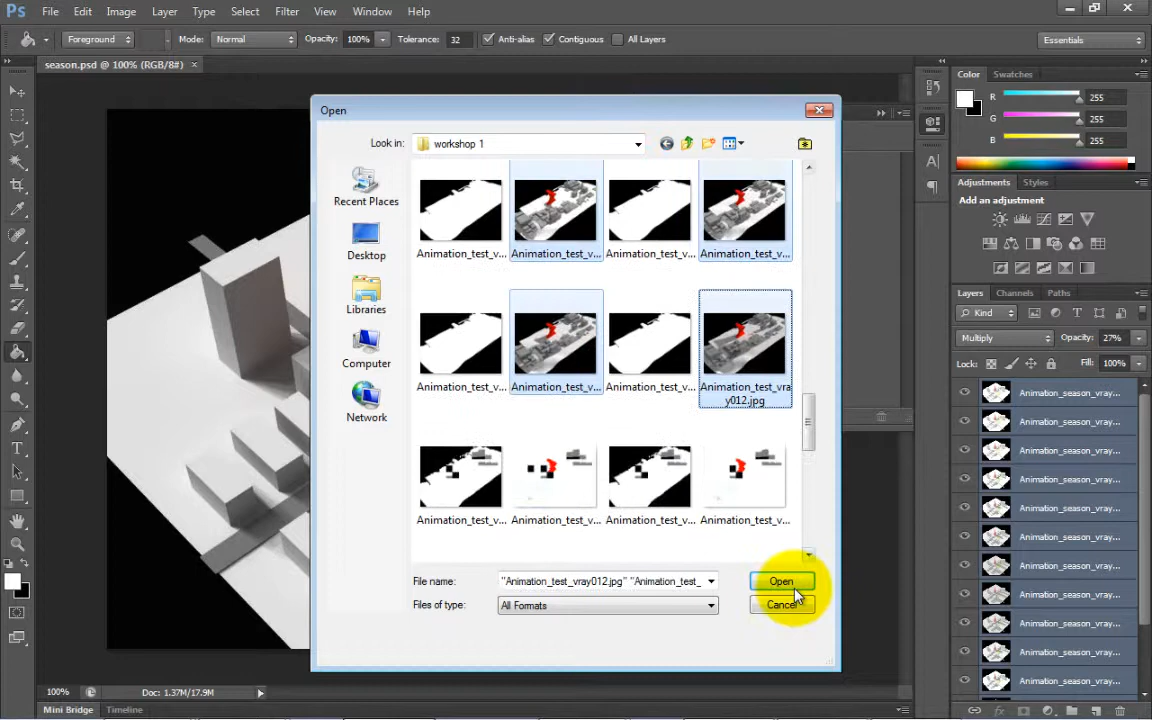 Ps File Edit Image Layer Type Select Filter View Window Help
Foreground Mode: Normal Opacity: 100% Tolerance: 32 Anti-alias Contiguous All Layers Essentials
season.psd @ 100% (RGB/8#) ×
Open
Look in: workshop 1
Recent Places
Desktop
Libraries
Computer
Network
Animation_test_v... Animation_test_v... Animation_test_v... Animation_test_v...
Animation_test_v... Animation_test_v... Animation_test_v... Animation_test_vra
y012.jpg
Animation_test_v... Animation_test_v... Animation_test_v... Animation_test_v...
File name: "Animation_test_vray012.jpg" "Animation_test_ Open
Files of type: All Formats Cancel
Color Swatches
R 255
G 255
B 255
Adjustments Styles
Add an adjustment
Layers Channels Paths
Kind
Multiply Opacity: 27%
Lock: Fill: 100%
Animation_season_vray...
Animation_season_vray...
Animation_season_vray...
Animation_season_vray...
Animation_season_vray...
Animation_season_vray...
Animation_season_vray...
Animation_season_vray...
Animation_season_vray...
Animation_season_vray...
Animation_season_vray...
100% Doc: 1.37M/17.9M
Mini Bridge Timeline